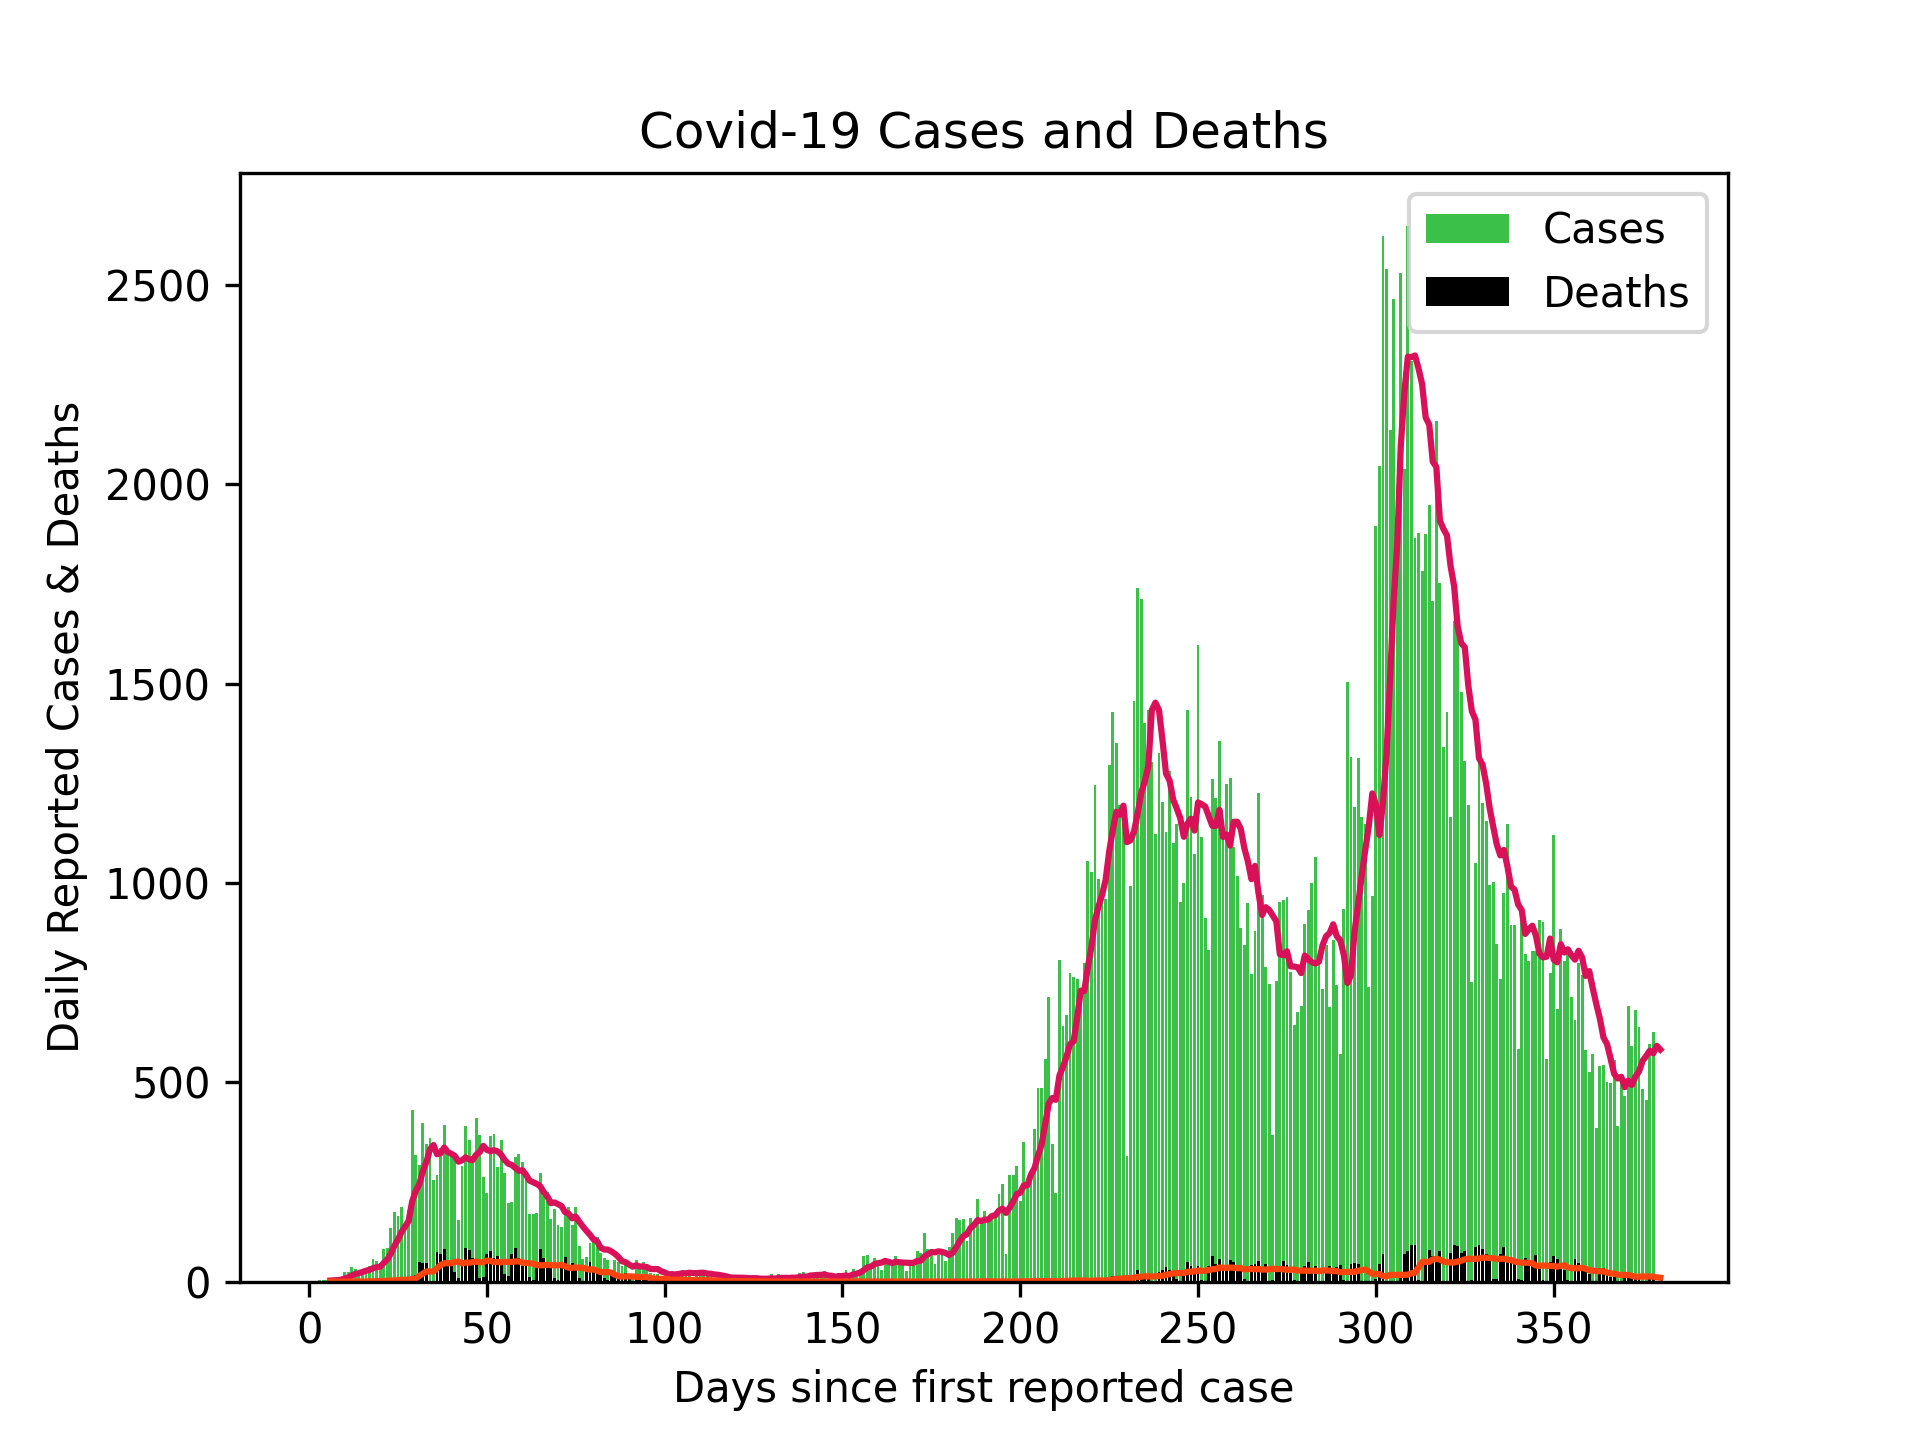 Covid-19 Cases and Deaths
Cases
Deaths
Daily Reported Cases & Deaths
2500
2000
1500
1000
500
0
0 50 100 150 200 250 300 350
Days since first reported case